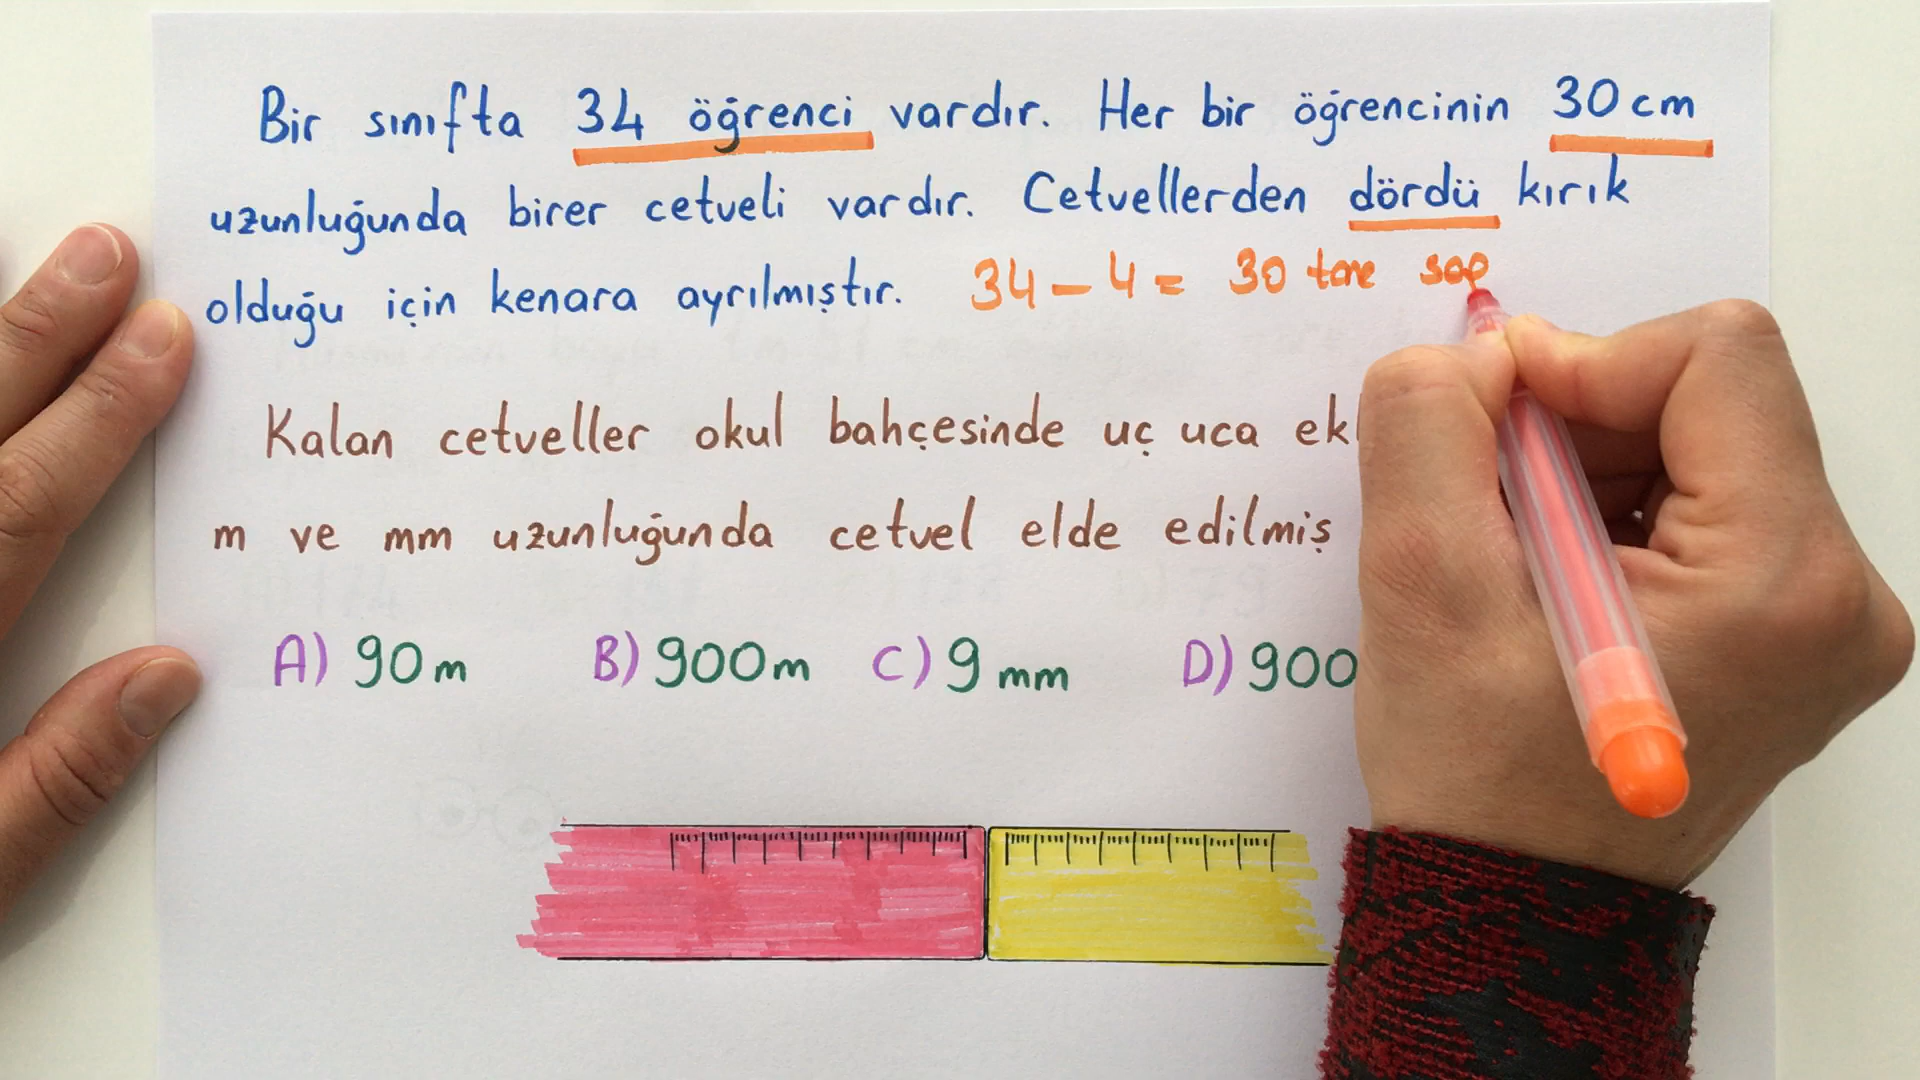 Bir sınıfta 34 öğrenci vardır. Her bir öğrencinin 30 cm
uzunluğunda birer cetveli vardır. Cetvellerden dördü kırık
olduğu için kenara ayrılmıştır. 34 - 4 = 30 tane
Kalan cetveller okul bahçesinde uç uca
m ve mm uzunluğunda cetvel elde edilmiş
A) 90 m B) 900 m C) 9 mm D) 900